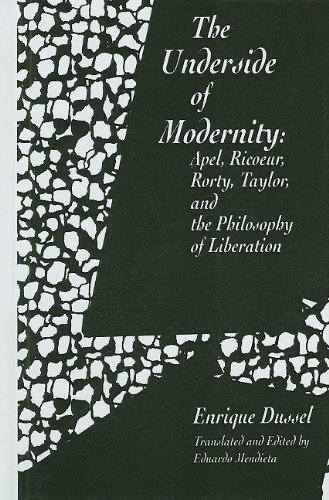 The
Underside
of
Modernity:
Apel, Ricoeur,
Rorty, Taylor,
and
the Philosophy
of Liberation
Enrique Dussel
Translated and Edited by
Eduardo Mendieta